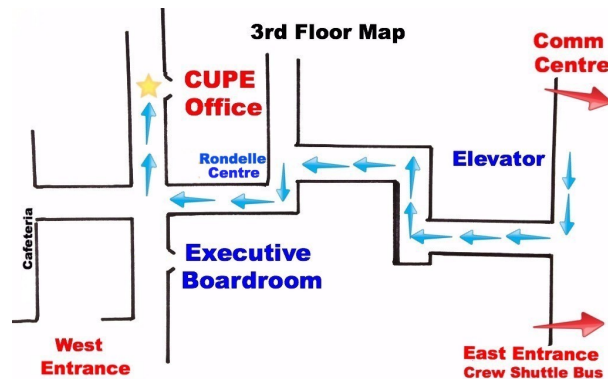 3rd Floor Map
Comm
Centre
CUPE
Office
Rondelle
Centre
Elevator
Cafeteria
Executive
Boardroom
West
Entrance
East Entrance
Crew Shuttle Bus